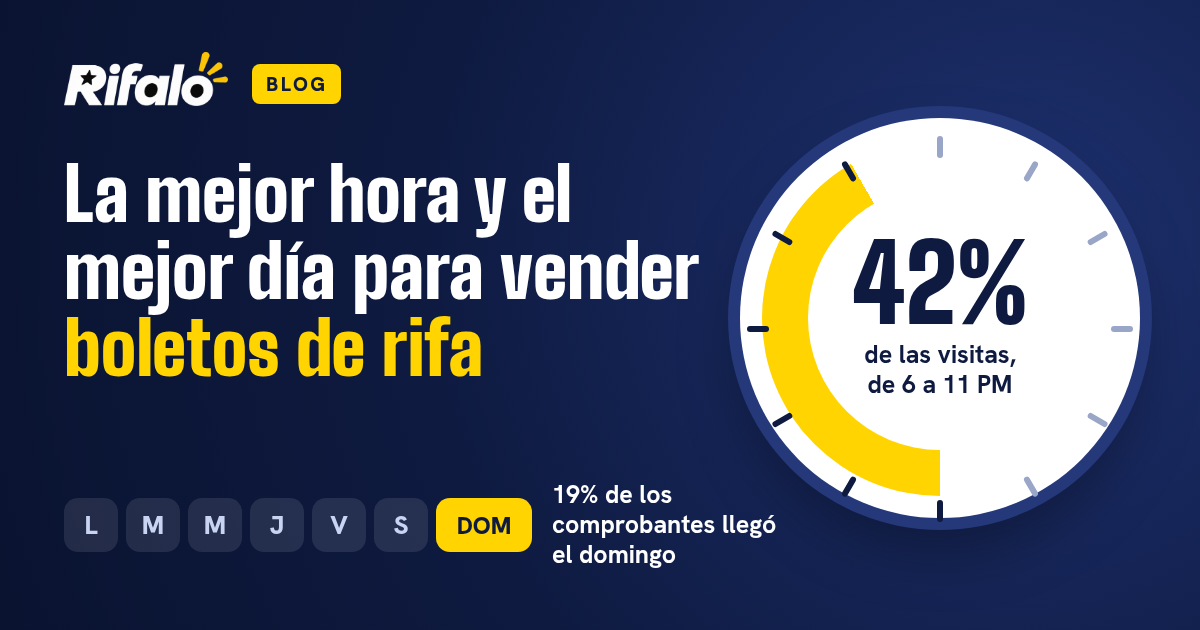 Rifalo
BLOG
La mejor hora y el
mejor día para vender
boletos de rifa
42%
de las visitas,
de 6 a 11 PM
L M M J V S DOM
19% de los
comprobantes llegó
el domingo